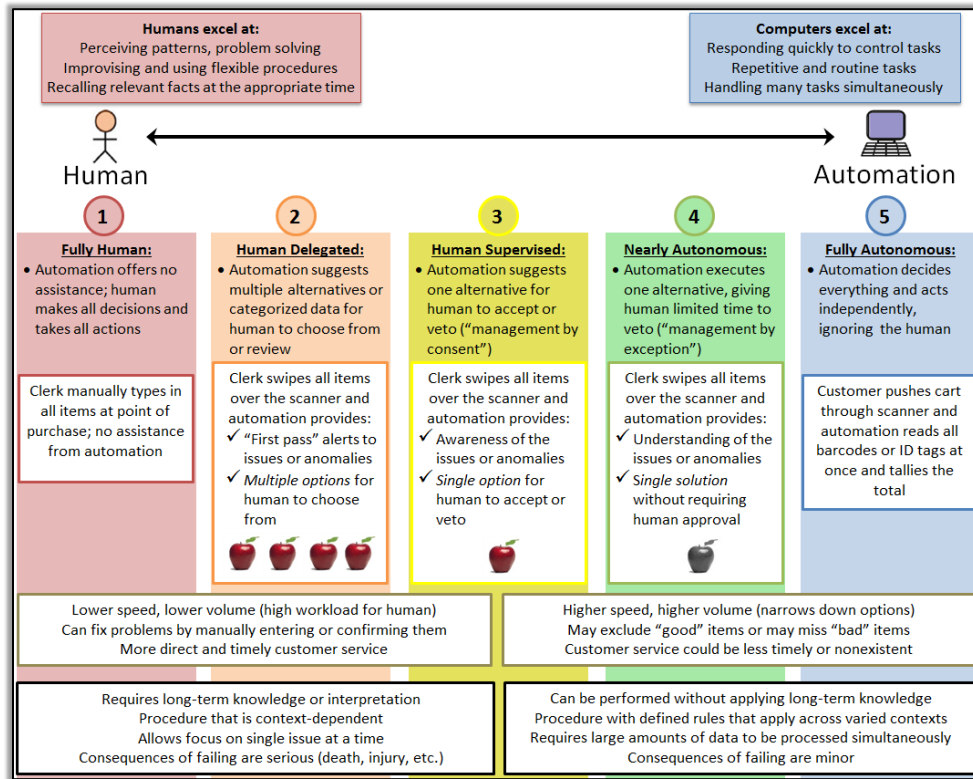 Humans excel at:
Perceiving patterns, problem solving
Improvising and using flexible procedures
Recalling relevant facts at the appropriate time
Computers excel at:
Responding quickly to control tasks
Repetitive and routine tasks
Handling many tasks simultaneously
Human
Automation
1
Fully Human:
• Automation offers no
assistance; human
makes all decisions and
takes all actions
Clerk manually types in
all items at point of
purchase; no assistance
from automation
2
Human Delegated:
• Automation suggests
multiple alternatives or
categorized data for
human to choose from
or review
Clerk swipes all items
over the scanner and
automation provides:
✓ “First pass” alerts to
issues or anomalies
✓ Multiple options for
human to choose
from
3
Human Supervised:
• Automation suggests
one alternative for
human to accept or
veto (“management by
consent”)
Clerk swipes all items
over the scanner and
automation provides:
✓ Awareness of the
issues or anomalies
✓ Single option for
human to accept or
veto
4
Nearly Autonomous:
• Automation executes
one alternative, giving
human limited time to
veto (“management by
exception”)
Clerk swipes all items
over the scanner and
automation provides:
✓ Understanding of the
issues or anomalies
✓ Single solution
without requiring
human approval
5
Fully Autonomous:
• Automation decides
everything and acts
independently,
ignoring the human
Customer pushes cart
through scanner and
automation reads all
barcodes or ID tags at
once and tallies the
total
Lower speed, lower volume (high workload for human)
Can fix problems by manually entering or confirming them
More direct and timely customer service
Higher speed, higher volume (narrows down options)
May exclude “good” items or may miss “bad” items
Customer service could be less timely or nonexistent
Requires long-term knowledge or interpretation
Procedure that is context-dependent
Allows focus on single issue at a time
Consequences of failing are serious (death, injury, etc.)
Can be performed without applying long-term knowledge
Procedure with defined rules that apply across varied contexts
Requires large amounts of data to be processed simultaneously
Consequences of failing are minor